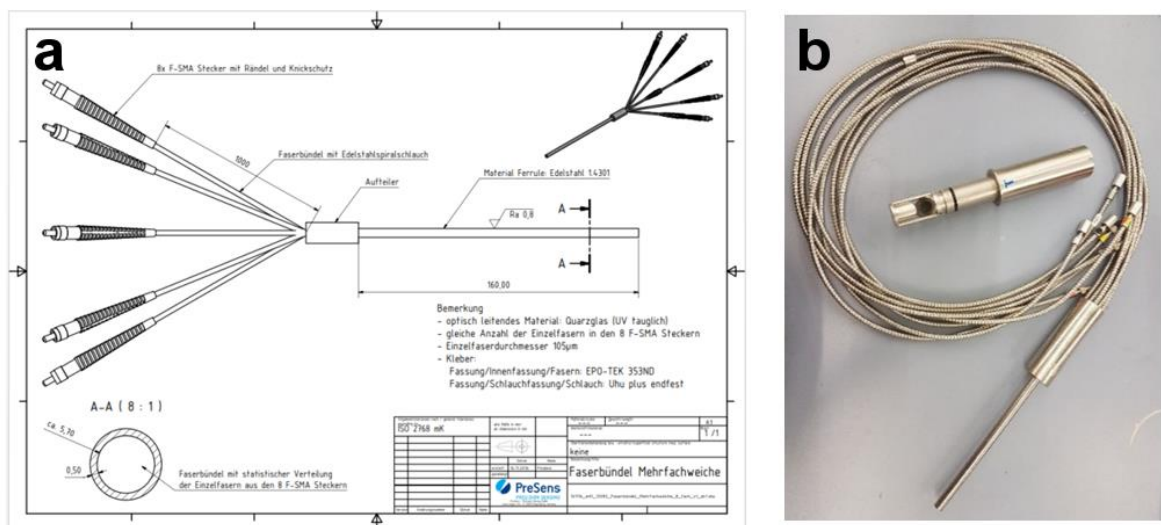 a
8x F-SMA Stecker mit Rändel und Knickschutz
1000
Faserbündel mit Edelstahlspiralschlauch
Aufteiler
Material Ferrule: Edelstahl 1.4301
Ra 0,8
A
A
160,00
Bemerkung
- optisch leitendes Material: Quarzglas (UV tauglich)
- gleiche Anzahl der Einzelfasern in den 8 F-SMA Steckern
- Einzelfaserdurchmesser 105µm
- Kleber:
Fassung/Innenfassung/Fasern: EPO-TEK 353ND
Fassung/Schlauchfassung/Schlauch: Uhu plus endfest
A-A ( 8 : 1 )
ca. 5,70
0,50
Faserbündel mit statistischer Verteilung
der Einzelfasern aus den 8 F-SMA Steckern
ISO 2768 mK
A3
1 /1
keine
Faserbündel Mehrfachweiche
PreSens
PRECISION SENSING
b